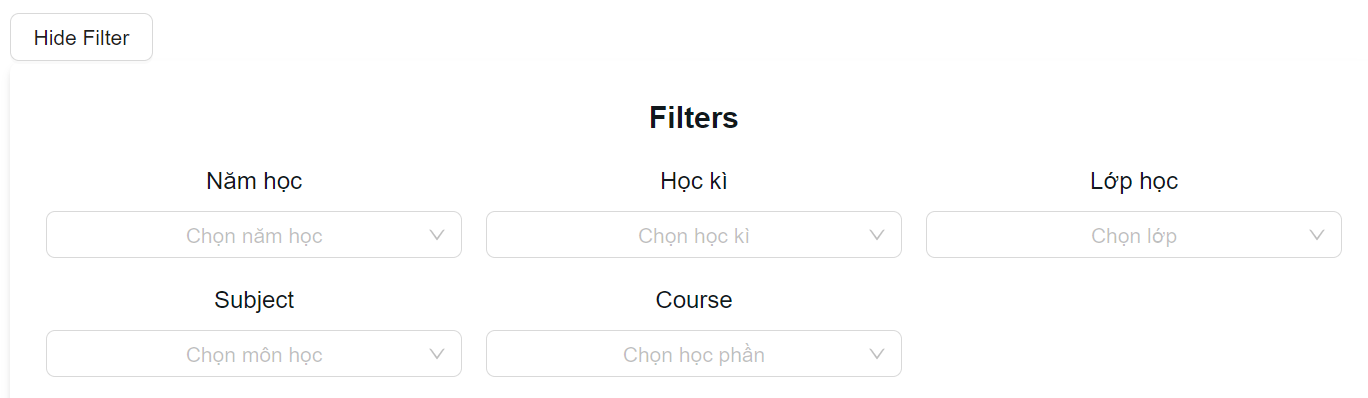 Hide Filter
Filters
Năm học Học kì Lớp học
Chọn năm học Chọn học kì Chọn lớp
Subject Course
Chọn môn học Chọn học phần